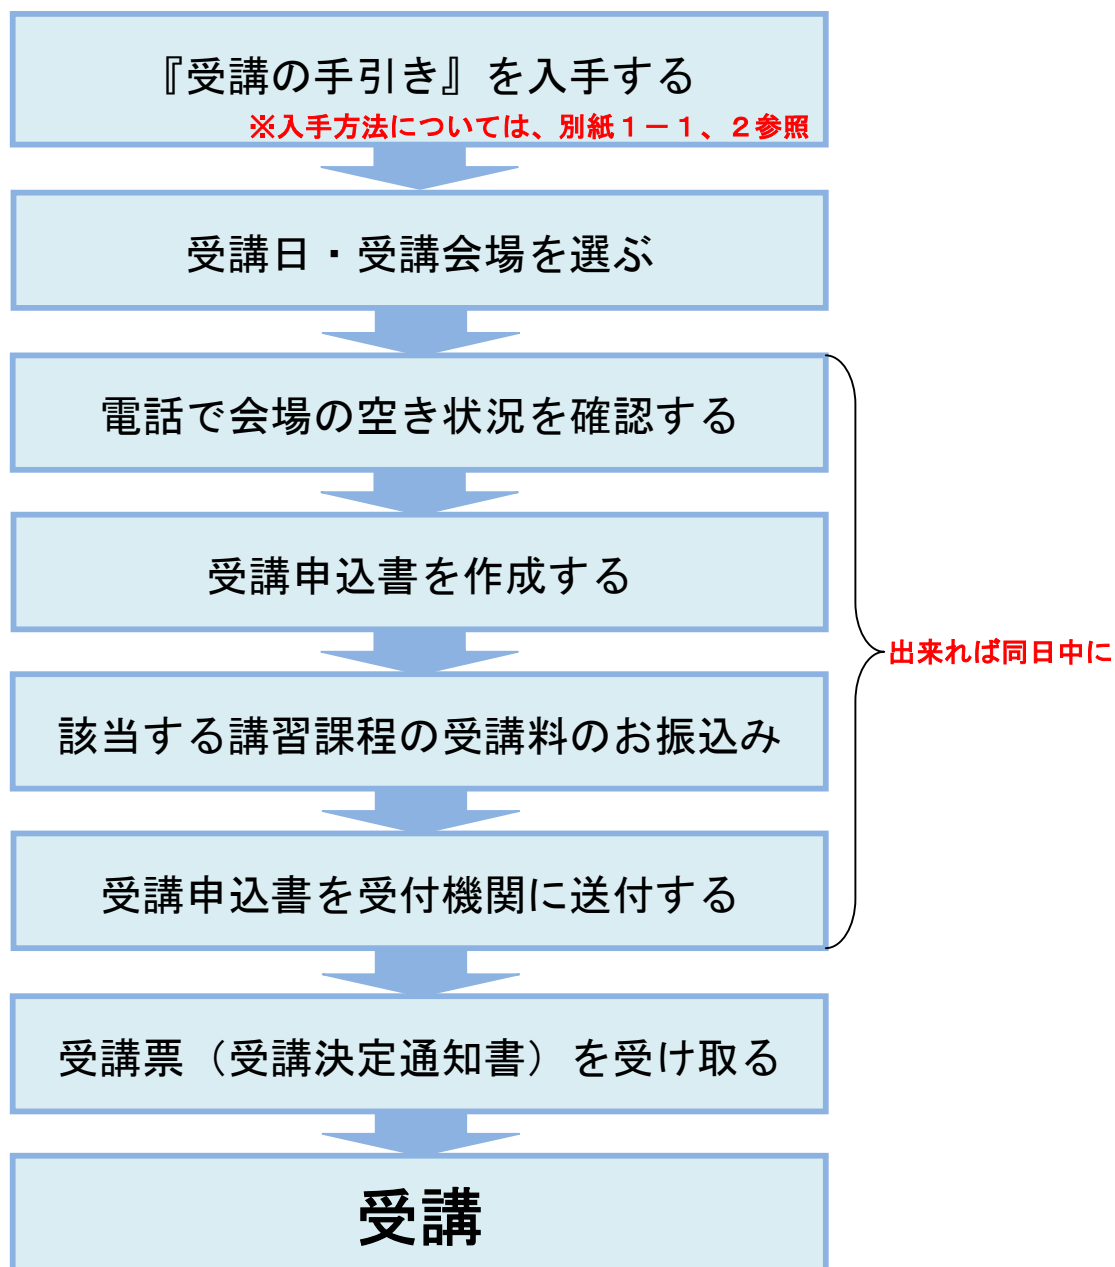 『受講の手引き』を入手する
※入手方法については、別紙１－１、２参照
受講日・受講会場を選ぶ
電話で会場の空き状況を確認する
受講申込書を作成する
出来れば同日中に
該当する講習課程の受講料のお振込み
受講申込書を受付機関に送付する
受講票（受講決定通知書）を受け取る
受講